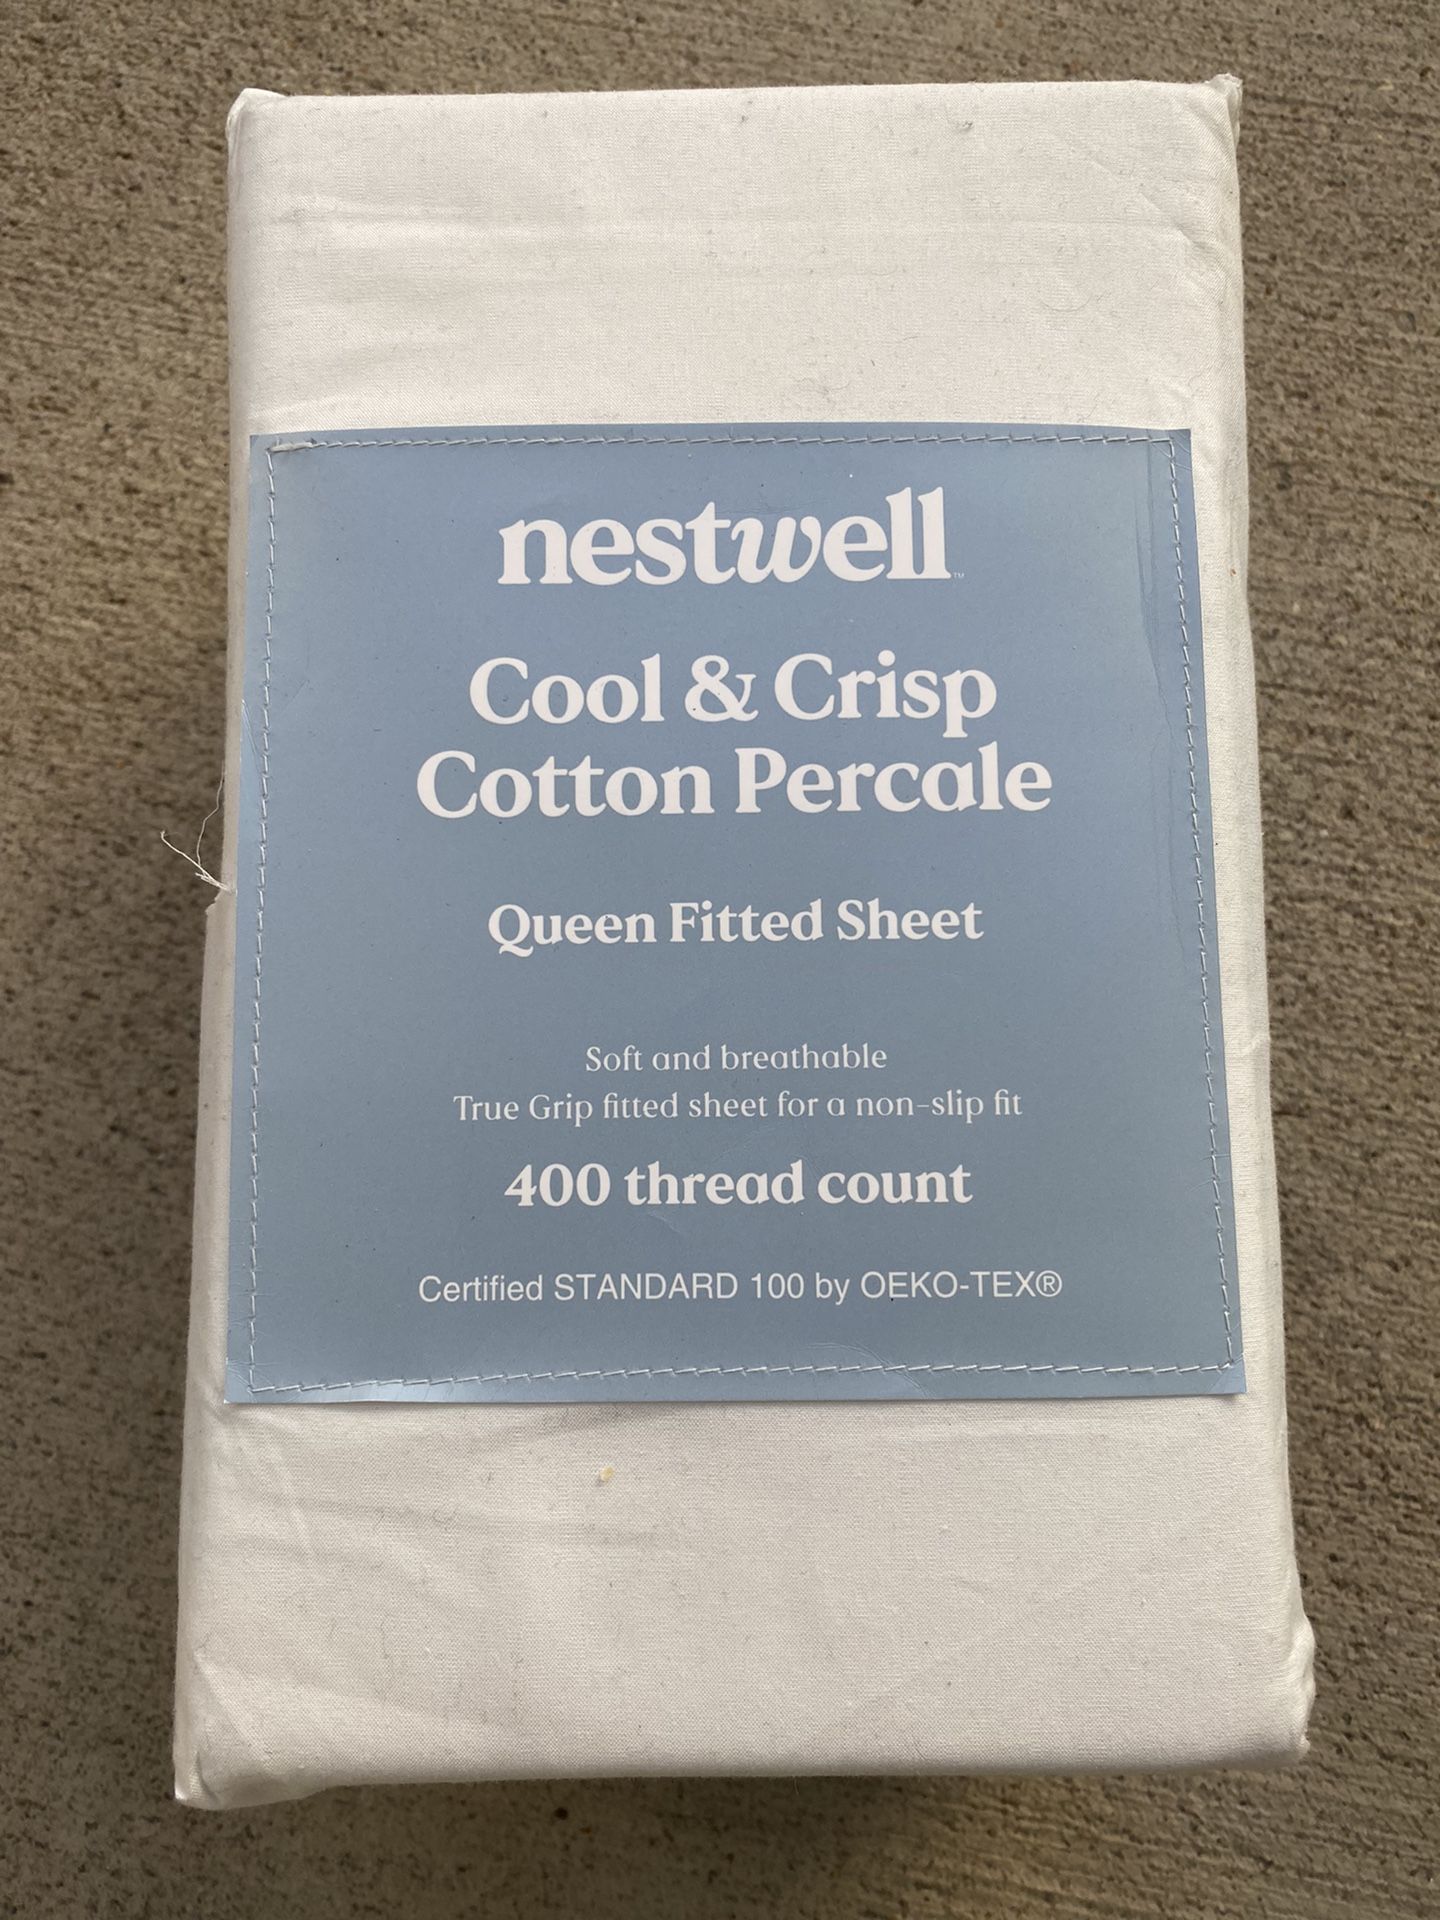 nestwell™
Cool & Crisp
Cotton Percale
Queen Fitted Sheet
Soft and breathable
True Grip fitted sheet for a non-slip fit
400 thread count
Certified STANDARD 100 by OEKO-TEX®